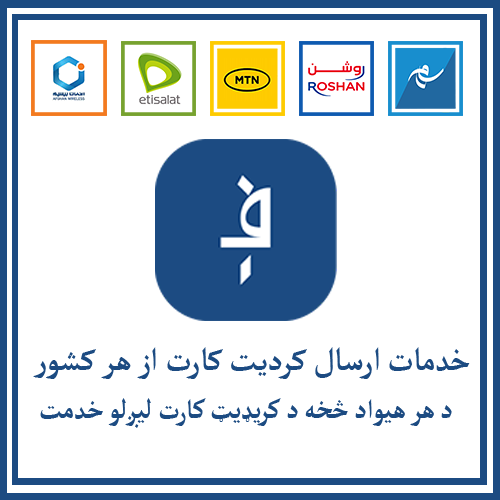 AFGHAN WIRELESS
etisalat
MTN
روشن
ROSHAN
خدمات ارسال کردیت کارت از هر کشور
د هر هیواد څخه د کریډیټ کارت لیږلو خدمت